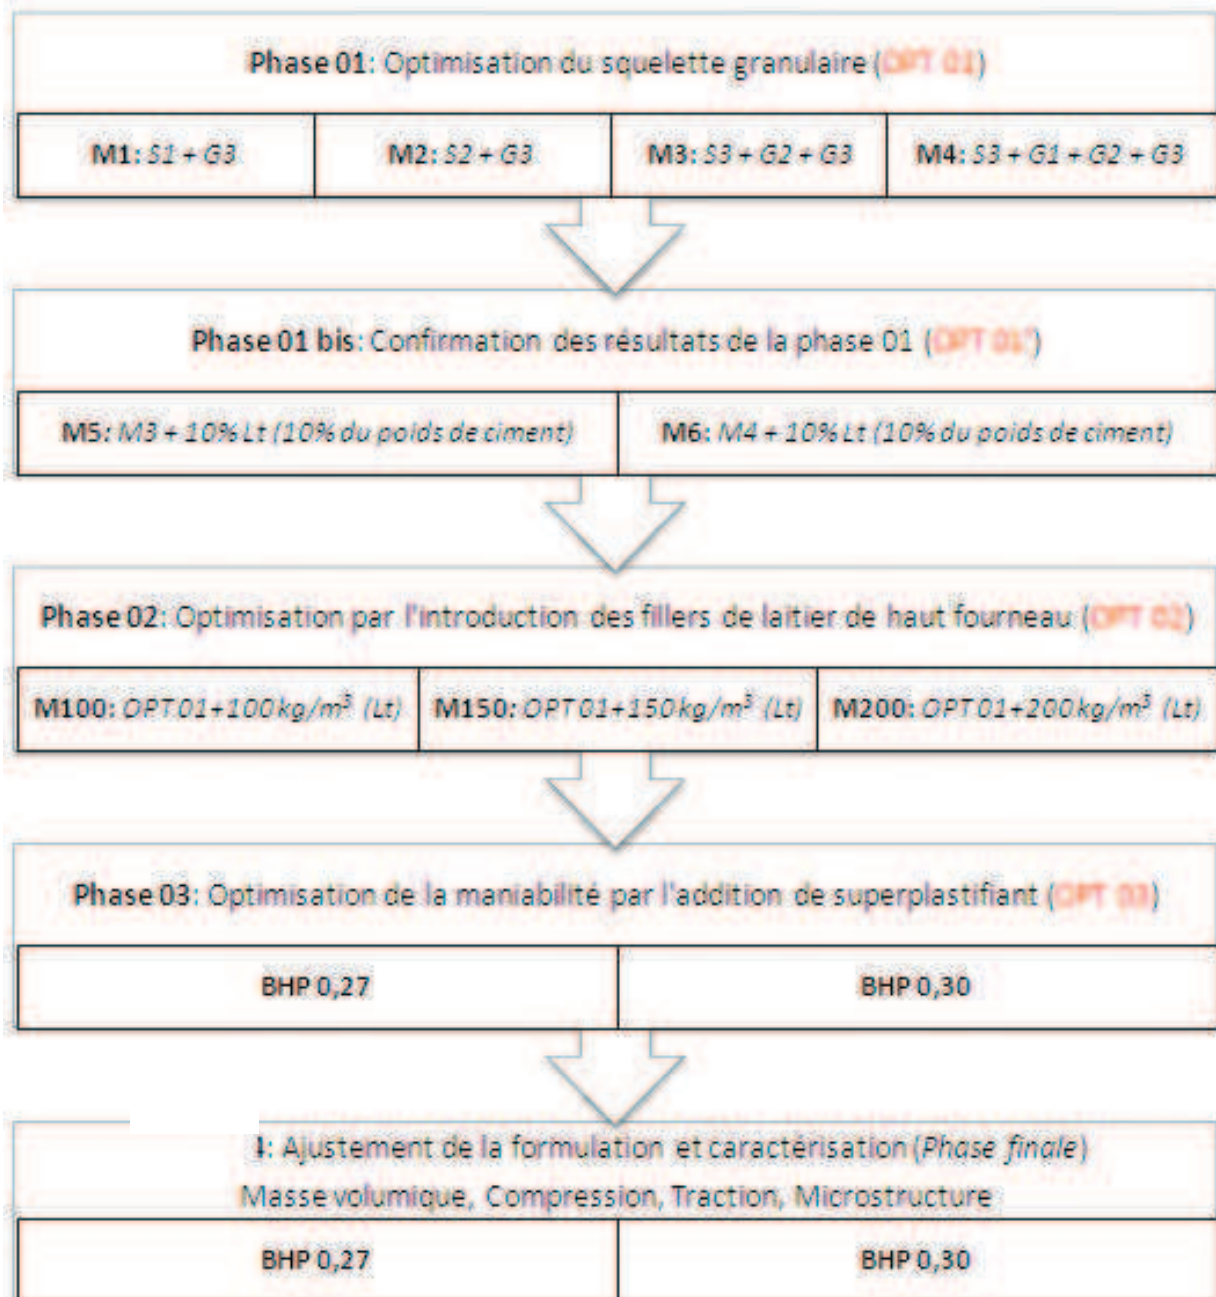 Phase 01: Optimisation du squelette granulaire (OPT 01)
M1: S1 + G3
M2: S2 + G3
M3: S3 + G2 + G3
M4: S3 + G1 + G2 + G3
Phase 01 bis: Confirmation des résultats de la phase 01 (OPT 01')
M5: M3 + 10% Lt (10% du poids de ciment)
M6: M4 + 10% Lt (10% du poids de ciment)
Phase 02: Optimisation par l'introduction des fillers de laitier de haut fourneau (OPT 02)
M100: OPT 01+100kg/m³ (Lt)
M150: OPT 01+150kg/m³ (Lt)
M200: OPT 01+200kg/m³ (Lt)
Phase 03: Optimisation de la maniabilité par l'addition de superplastifiant (OPT 03)
BHP 0,27
BHP 0,30
: Ajustement de la formulation et caractérisation (Phase finale)
Masse volumique, Compression, Traction, Microstructure
BHP 0,27
BHP 0,30